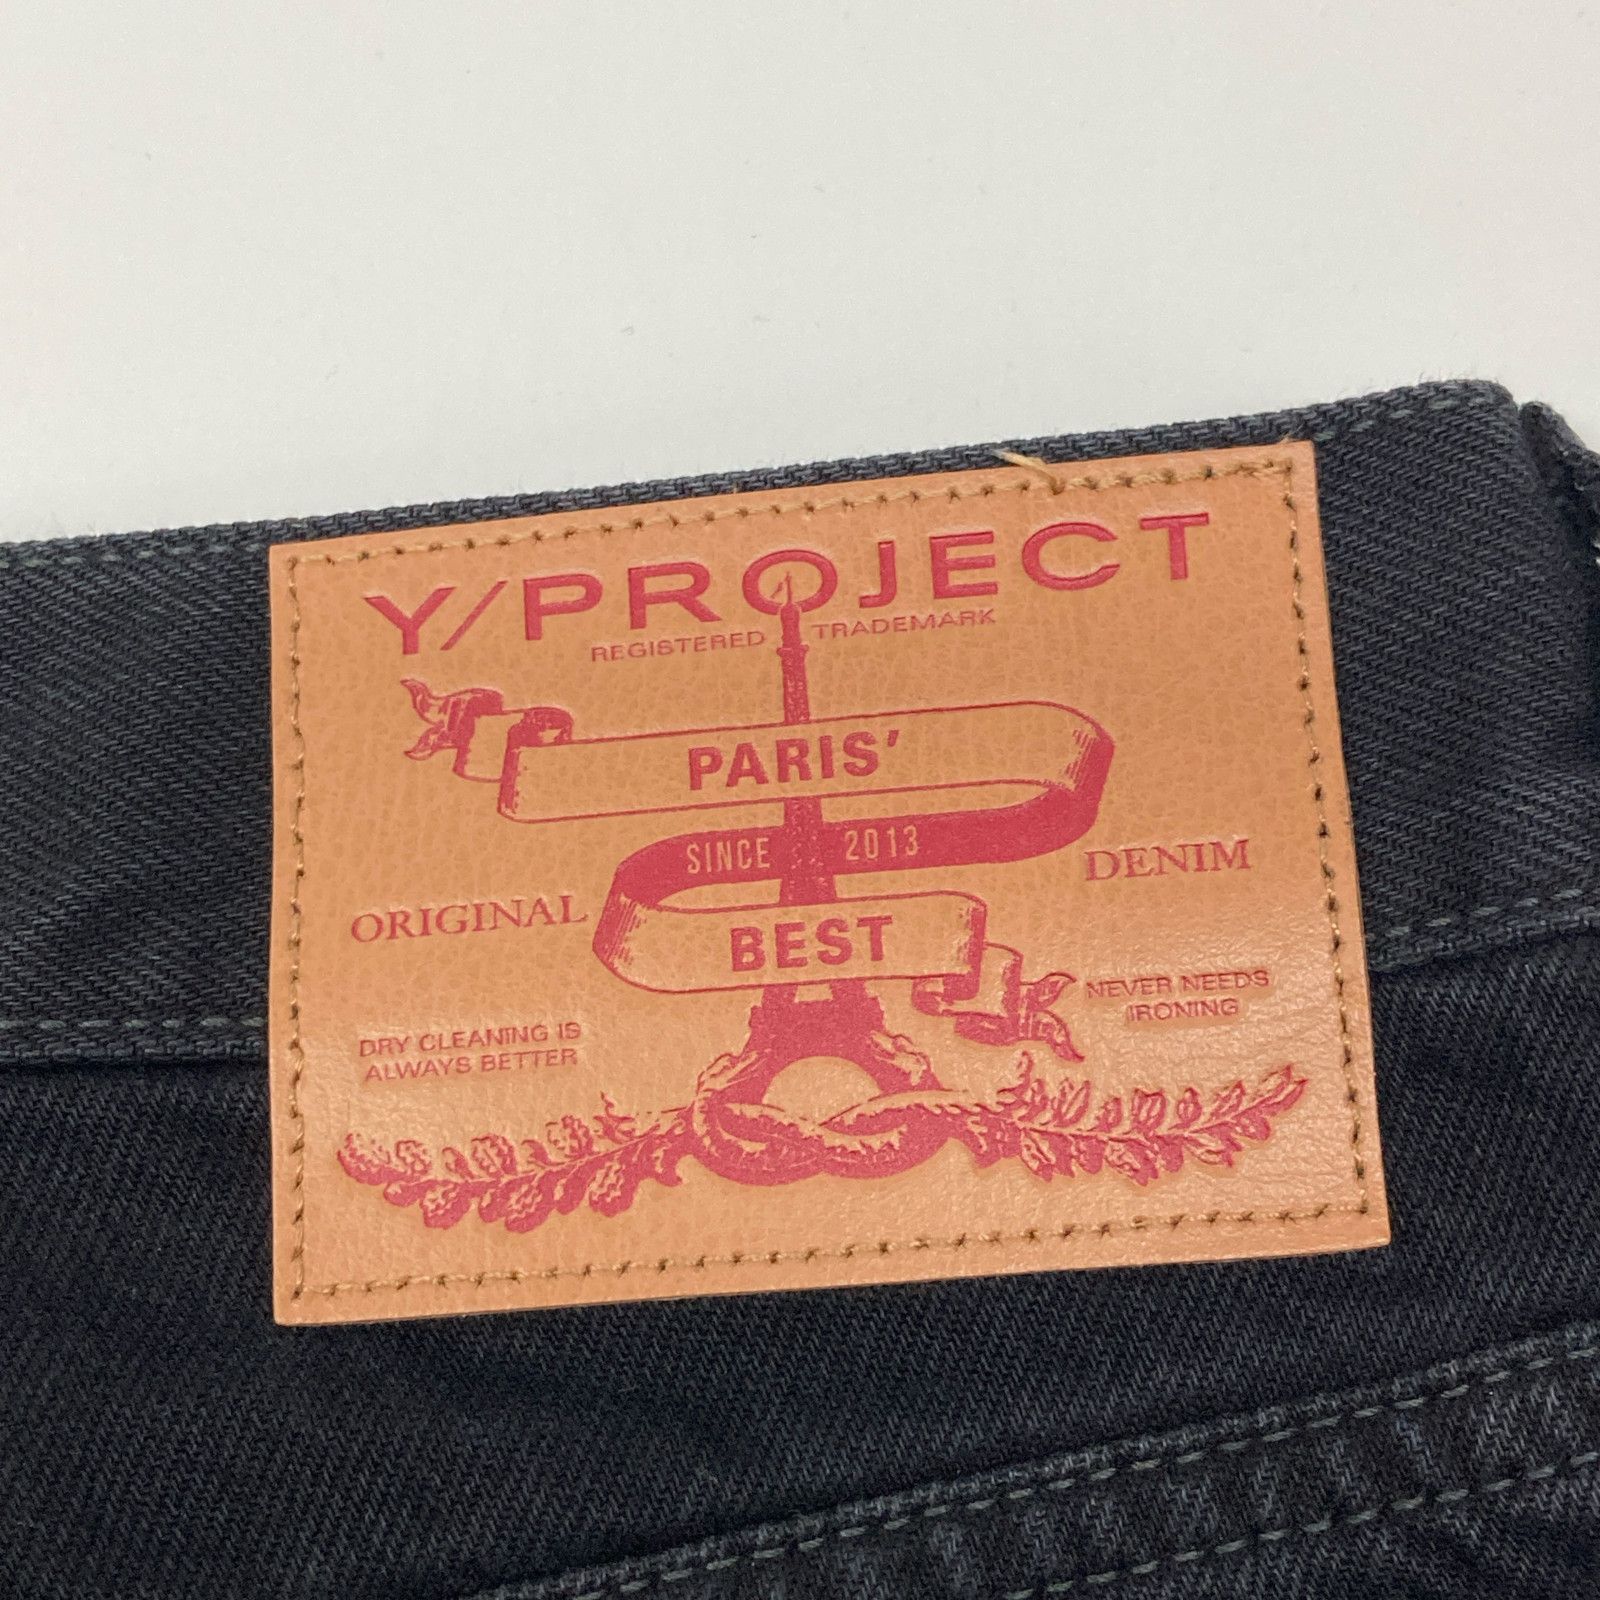 Y/PROJECT
REGISTERED TRADEMARK
PARIS'
SINCE 2013
ORIGINAL
DENIM
BEST
DRY CLEANING IS
ALWAYS BETTER
NEVER NEEDS
IRONING